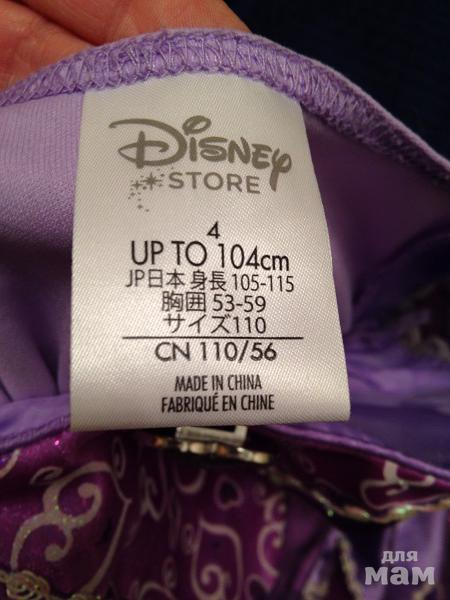 Disney
STORE
4
UP TO 104cm
JP日本 身長 105-115
胸囲 53-59
サイズ110
CN 110/56
MADE IN CHINA
FABRIQUÉ EN CHINE
для
мам